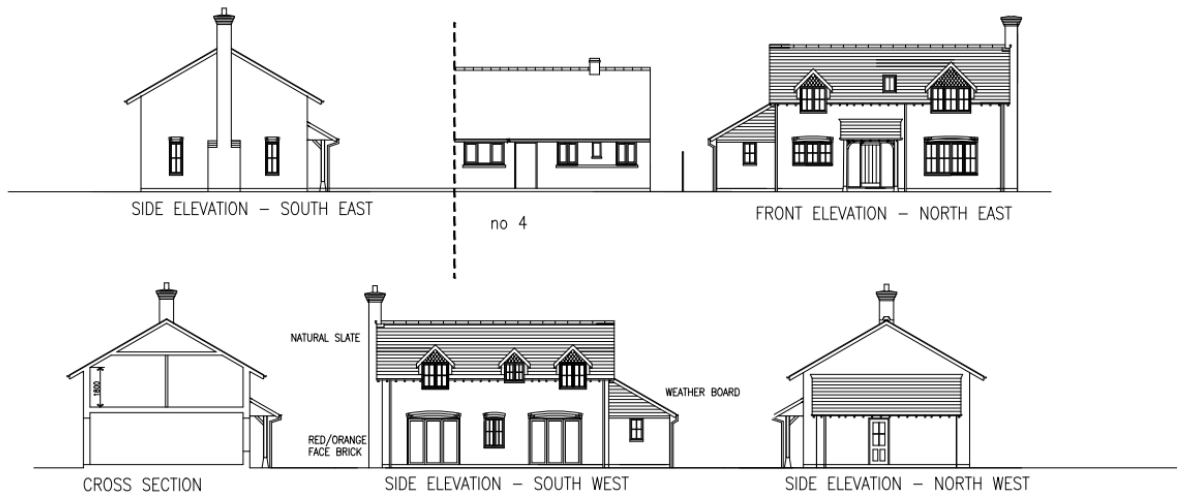 SIDE ELEVATION – SOUTH EAST
no 4
FRONT ELEVATION – NORTH EAST
NATURAL SLATE
1800
WEATHER BOARD
RED/ORANGE
FACE BRICK
CROSS SECTION
SIDE ELEVATION – SOUTH WEST
SIDE ELEVATION – NORTH WEST